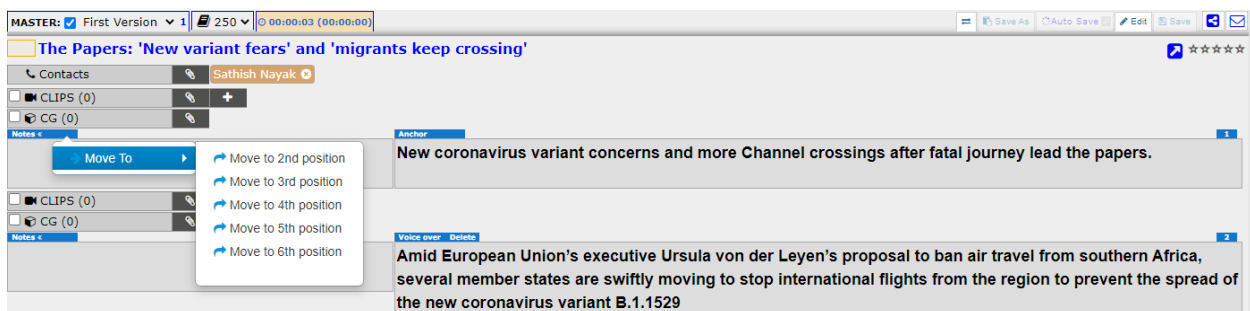 MASTER: First Version 1 250 00:00:03 (00:00:00) Save As Auto Save Edit Save
The Papers: 'New variant fears' and 'migrants keep crossing'
Contacts Sathish Nayak
CLIPS (0)
CG (0)
Notes « Anchor 1
Move To
Move to 2nd position
Move to 3rd position
Move to 4th position
Move to 5th position
Move to 6th position
New coronavirus variant concerns and more Channel crossings after fatal journey lead the papers.
CLIPS (0)
CG (0)
Notes « Voice over Delete 2
Amid European Union’s executive Ursula von der Leyen’s proposal to ban air travel from southern Africa,
several member states are swiftly moving to stop international flights from the region to prevent the spread of
the new coronavirus variant B.1.1529